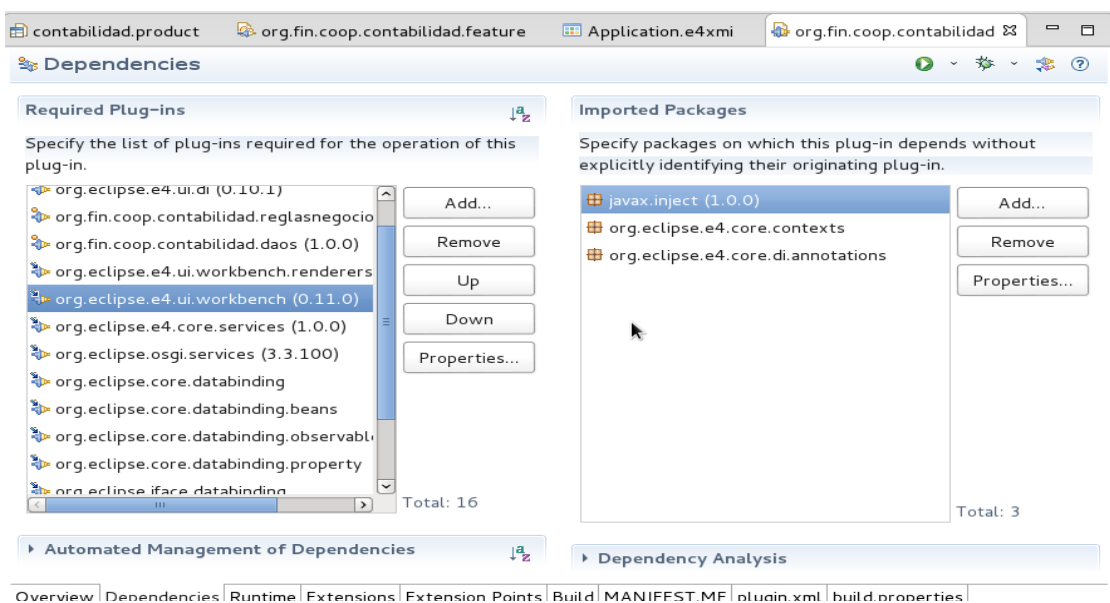 contabilidad.product
org.fin.coop.contabilidad.feature
Application.e4xmi
org.fin.coop.contabilidad
Dependencies
Required Plug-ins
Specify the list of plug-ins required for the operation of this
plug-in.
org.eclipse.e4.ui.di (0.10.1)
org.fin.coop.contabilidad.reglasnegocio
org.fin.coop.contabilidad.daos (1.0.0)
org.eclipse.e4.ui.workbench.renderers
org.eclipse.e4.ui.workbench (0.11.0)
org.eclipse.e4.core.services (1.0.0)
org.eclipse.osgi.services (3.3.100)
org.eclipse.core.databinding
org.eclipse.core.databinding.beans
org.eclipse.core.databinding.observabl
org.eclipse.core.databinding.property
org.eclipse.jface.databinding
Add...
Remove
Up
Down
Properties...
Total: 16
Imported Packages
Specify packages on which this plug-in depends without
explicitly identifying their originating plug-in.
javax.inject (1.0.0)
org.eclipse.e4.core.contexts
org.eclipse.e4.core.di.annotations
Add...
Remove
Properties...
Total: 3
Automated Management of Dependencies
Dependency Analysis
Overview Dependencies Runtime Extensions Extension Points Build MANIFEST.MF plugin.xml build.properties